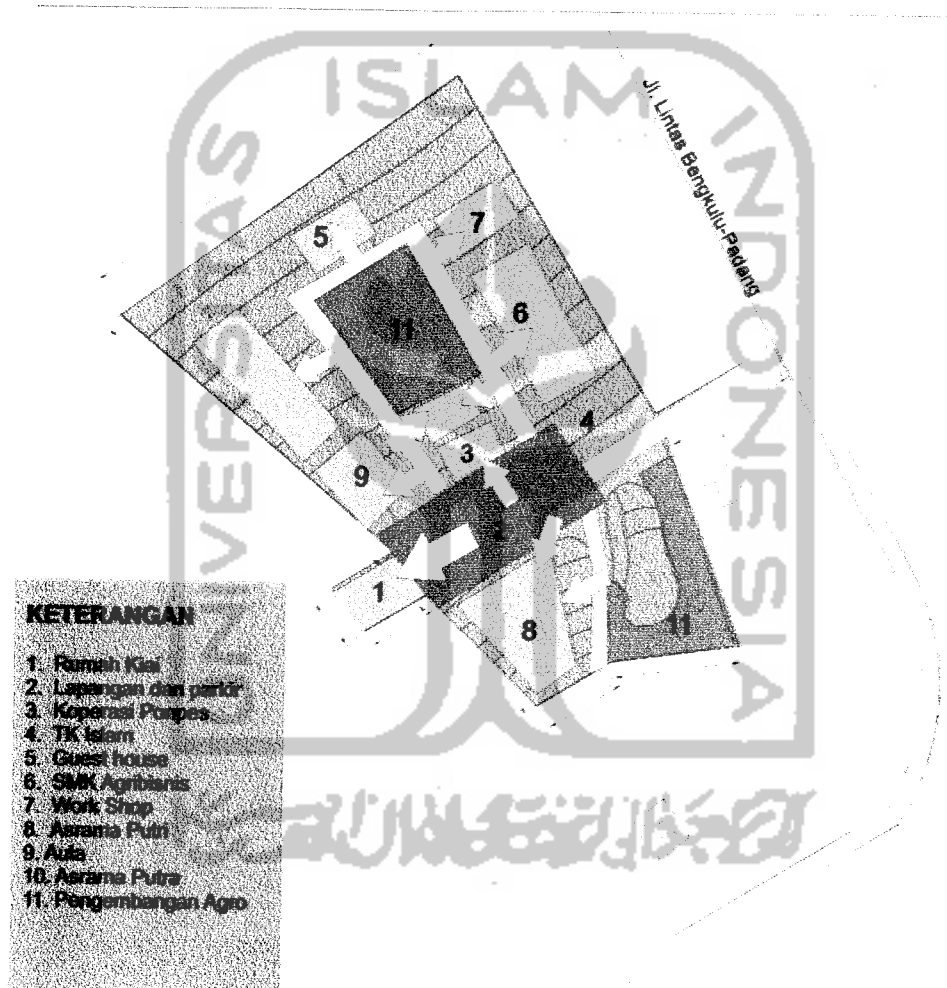 UNIVERSITAS ISLAM INDONESIA
Jl. Lintas Bengkulu-Padang
5
7
11
6
4
3
9
2
1
8
11
KETERANGAN
1. Rumah Kiai
2. Lapangan dan parkir
3. Koperasi Ponpes
4. TK Islam
5. Guest house
6. SMK Agribisnis
7. Work Shop
8. Asrama Putri
9. Aula
10. Asrama Putra
11. Pengembangan Agro